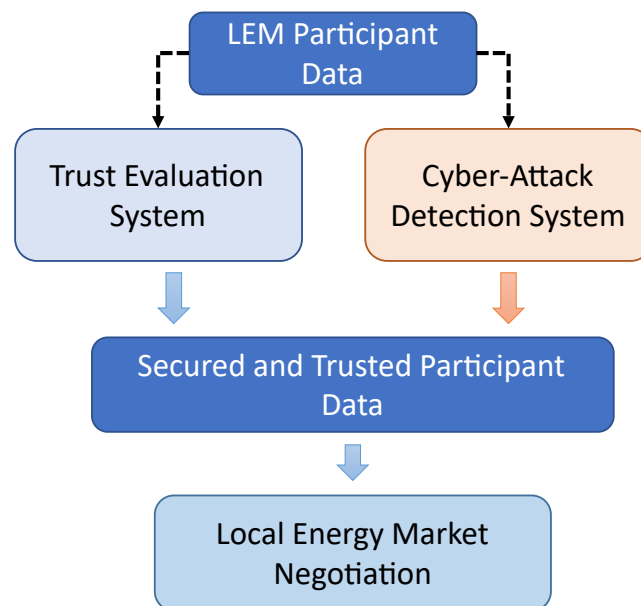 LEM Participant
Data
Trust Evaluation
System
Cyber-Attack
Detection System
Secured and Trusted Participant
Data
Local Energy Market
Negotiation